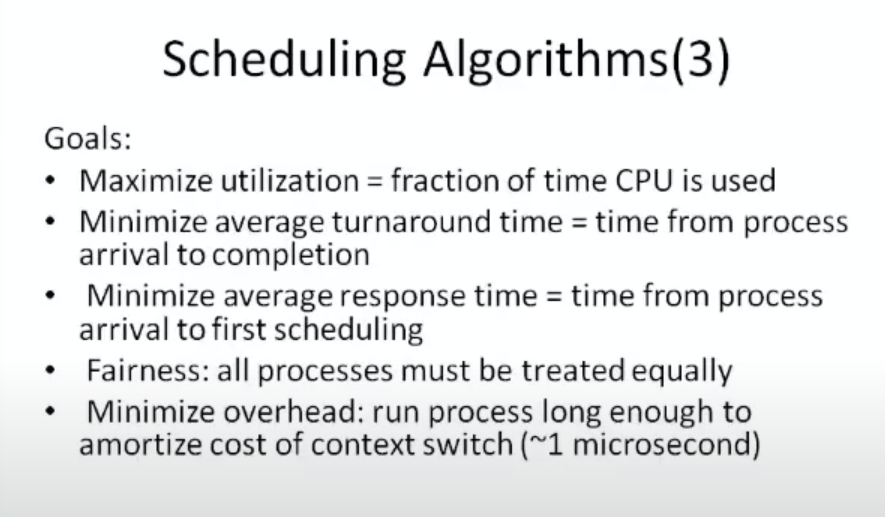 Scheduling Algorithms(3)
Goals:
• Maximize utilization = fraction of time CPU is used
• Minimize average turnaround time = time from process
arrival to completion
• Minimize average response time = time from process
arrival to first scheduling
• Fairness: all processes must be treated equally
• Minimize overhead: run process long enough to
amortize cost of context switch (~1 microsecond)